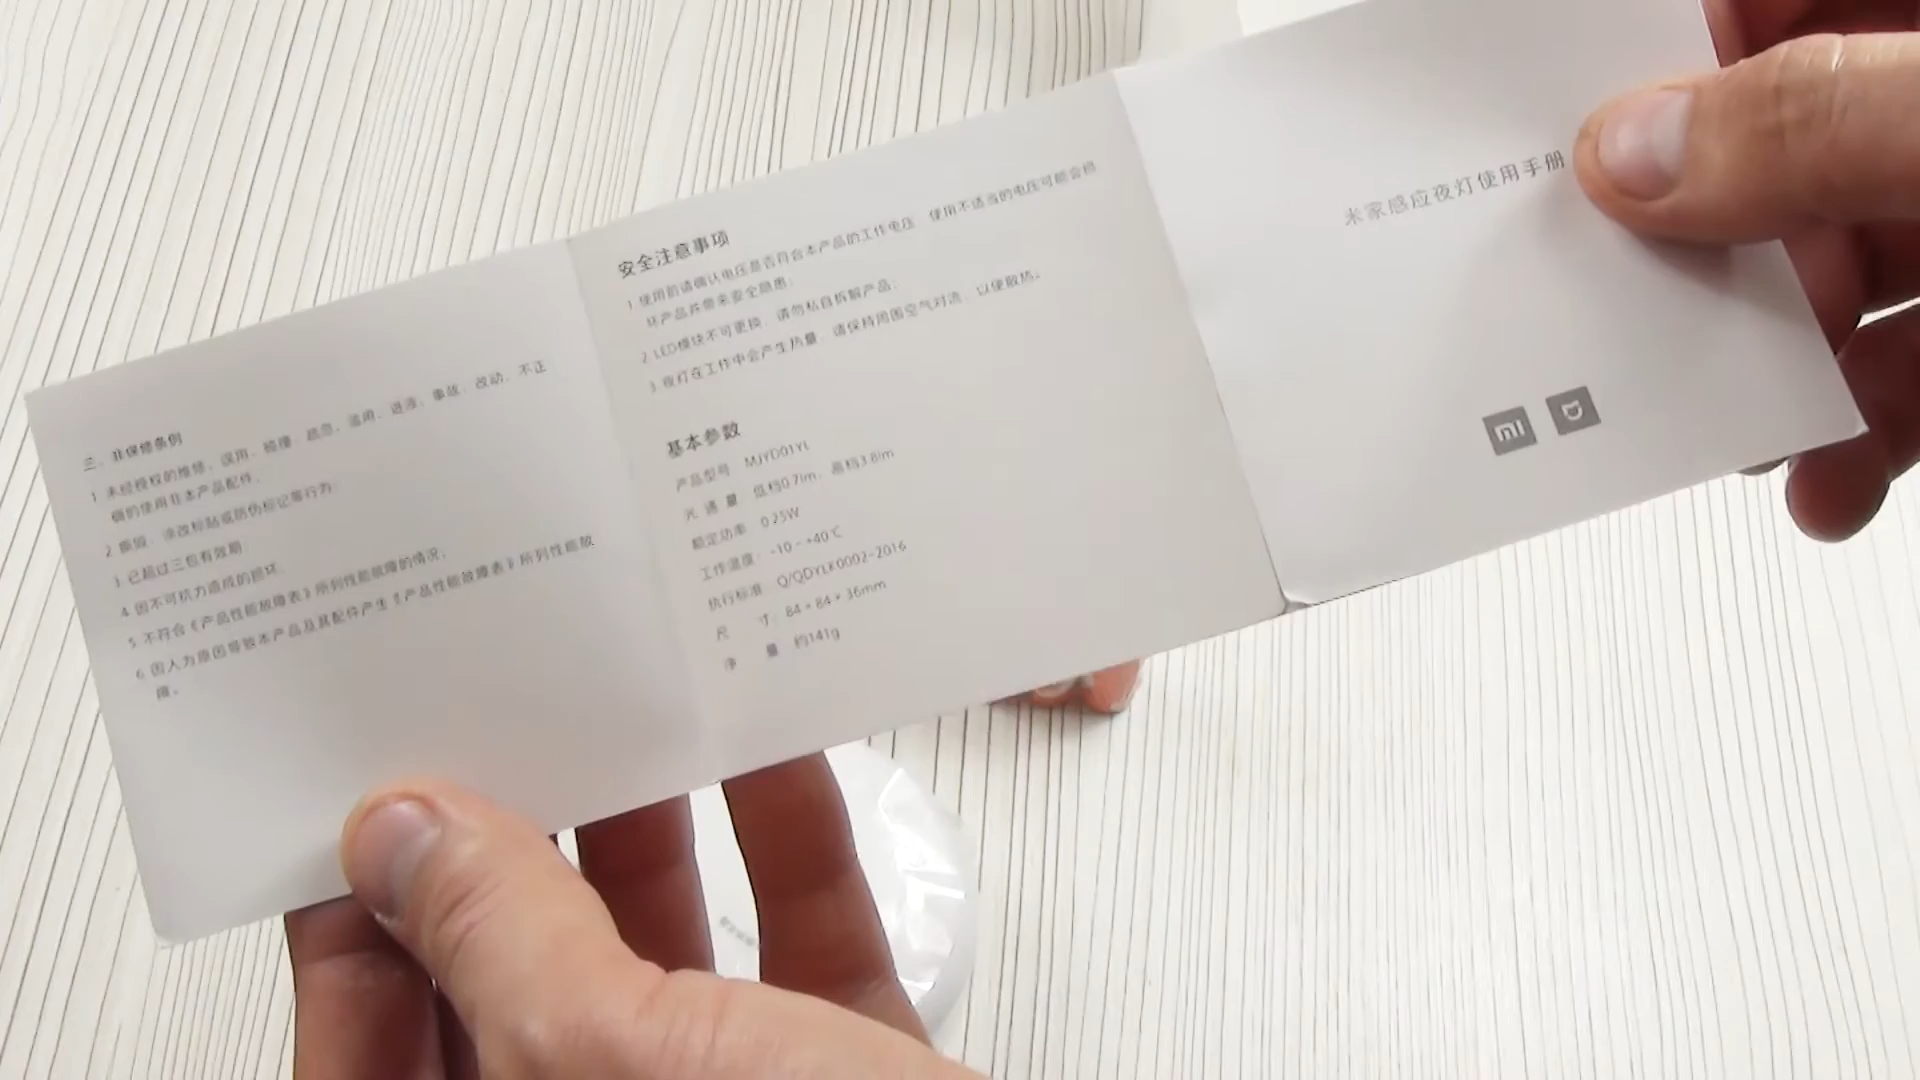 三、非保修条例
1. 未经授权的维修、误用、碰撞、疏忽、滥用、进液、事故、改动、不正
确的使用非本产品配件，
2. 撕毁、涂改标贴或防伪标记等行为；
3. 已超过三包有效期；
4. 因不可抗力造成的损坏、
5. 不符合《产品性能故障表》所列性能故障的情况；
6. 因人为原因导致本产品及其配件产生《产品性能故障表》所列性能故
障。
安全注意事项
1. 使用前请确认电压是否符合本产品的工作电压，使用不适当的电压可能会损
坏产品并带来安全隐患；
2. LED模块不可更换，请勿私自拆解产品；
3. 夜灯在工作中会产生热量，请保持周围空气对流，以便散热。
基本参数
产品型号：MJYD01YL
光 通 量：低档0.7lm、高档3.8lm
额定功率：0.25W
工作温度：-10~+40℃
执行标准：Q/QDYLK0002-2016
尺 寸：84×84×36mm
净 量：约141g
米家感应夜灯使用手册
mi